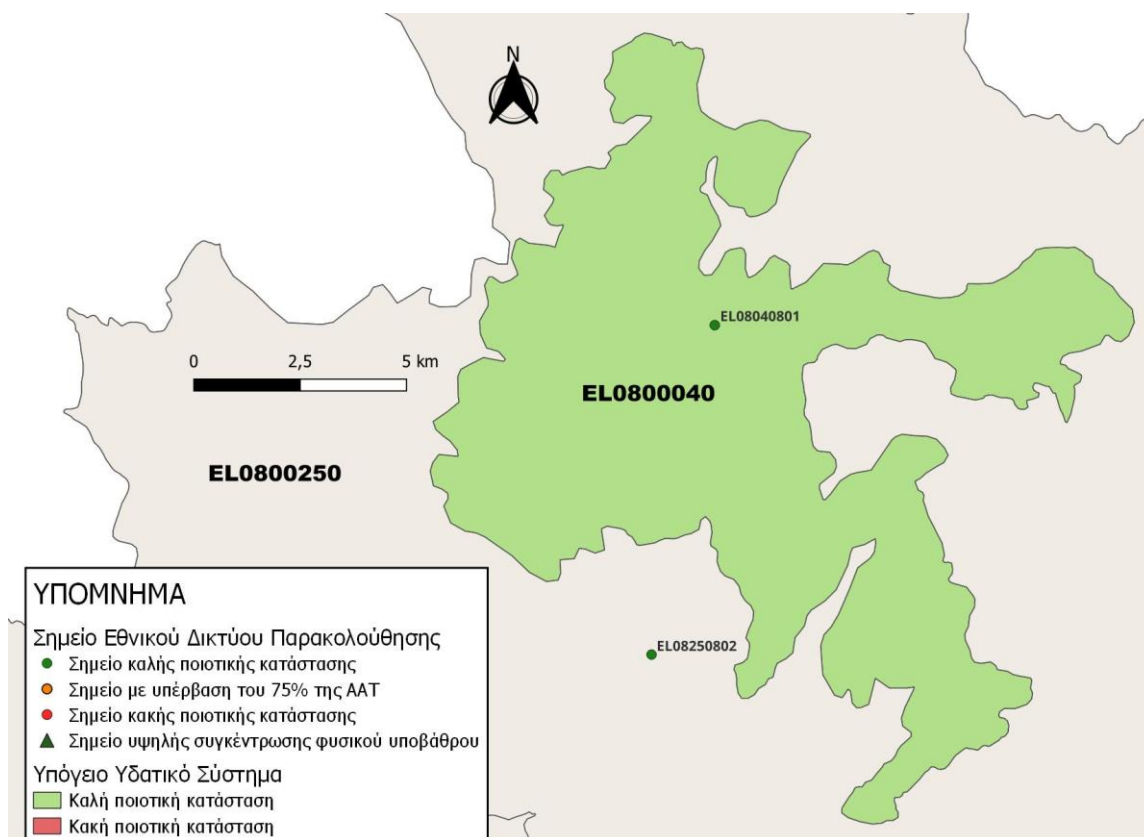 N
EL08040801
0 2,5 5 km
EL0800040
EL0800250
EL08250802
ΥΠΟΜΝΗΜΑ
Σημείο Εθνικού Δικτύου Παρακολούθησης
Σημείο καλής ποιοτικής κατάστασης
Σημείο με υπέρβαση του 75% της ΑΑΤ
Σημείο κακής ποιοτικής κατάστασης
Σημείο υψηλής συγκέντρωσης φυσικού υποβάθρου
Υπόγειο Υδατικό Σύστημα
Καλή ποιοτική κατάσταση
Κακή ποιοτική κατάσταση